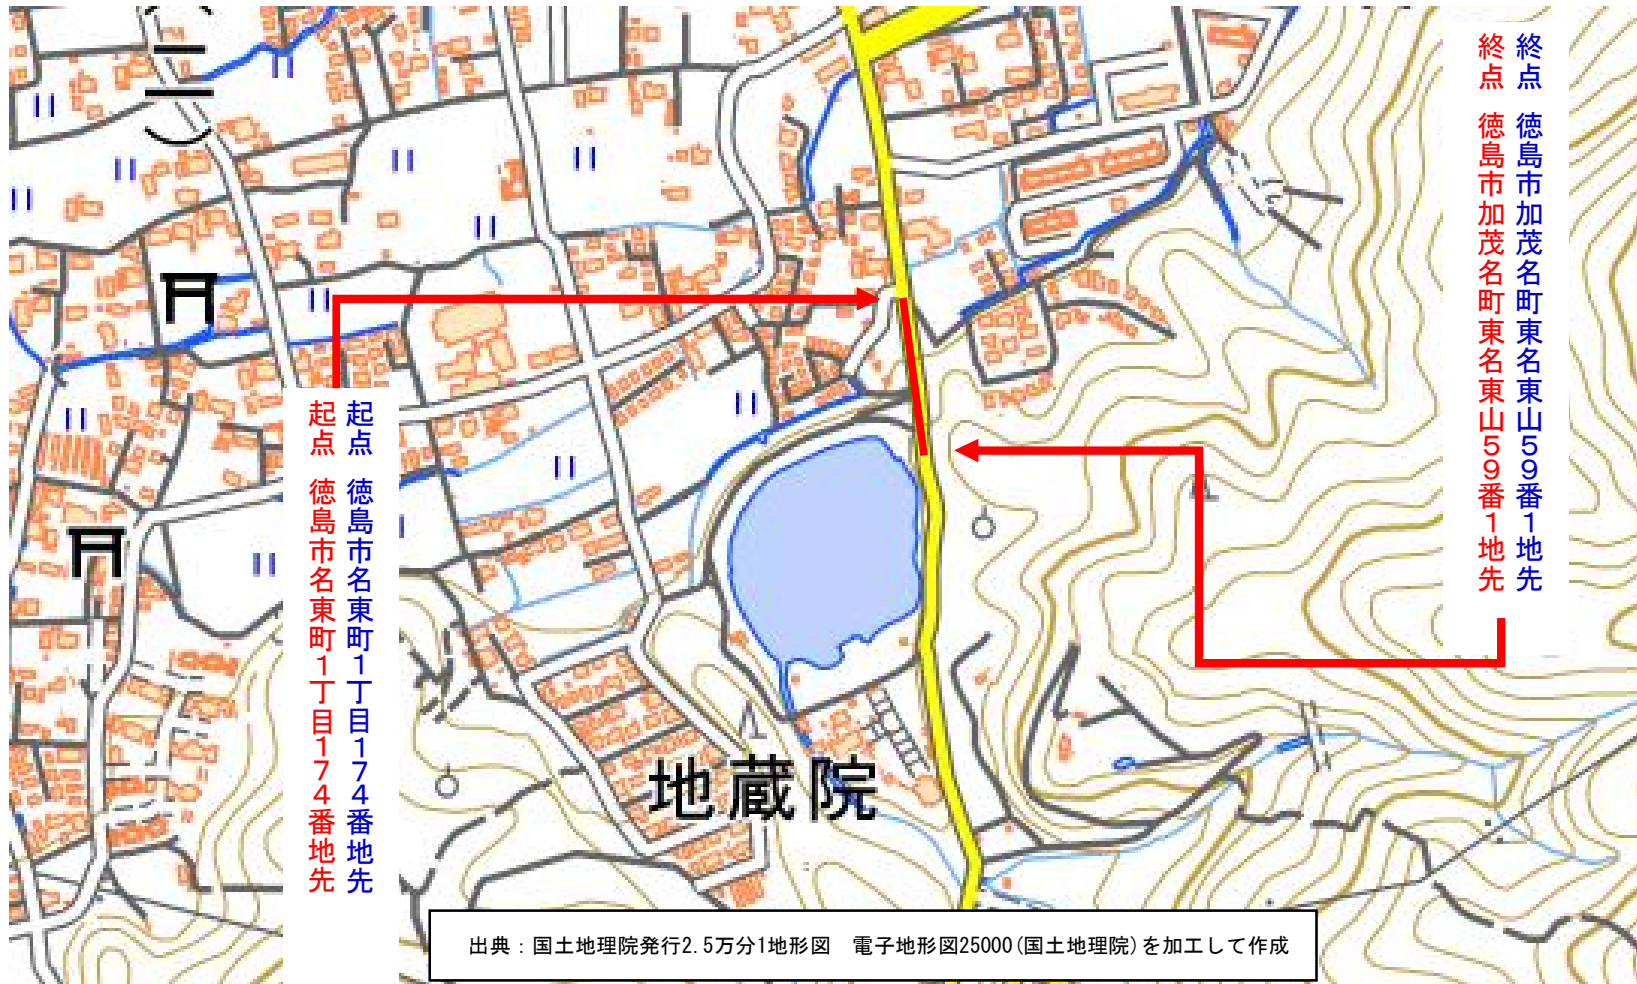 終点　徳島市加茂名町東名東山５９番１地先
終点　徳島市加茂名町東名東山５９番１地先
起点　徳島市名東町１丁目１７４番地先
起点　徳島市名東町１丁目１７４番地先
地蔵院
出典：国土地理院発行2.5万分1地形図　電子地形図25000(国土地理院)を加工して作成